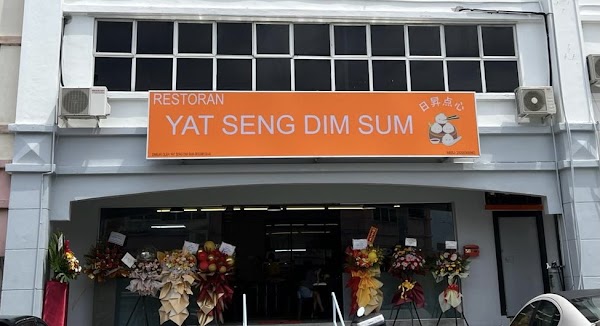 RESTORAN
YAT SENG DIM SUM
日昇点心